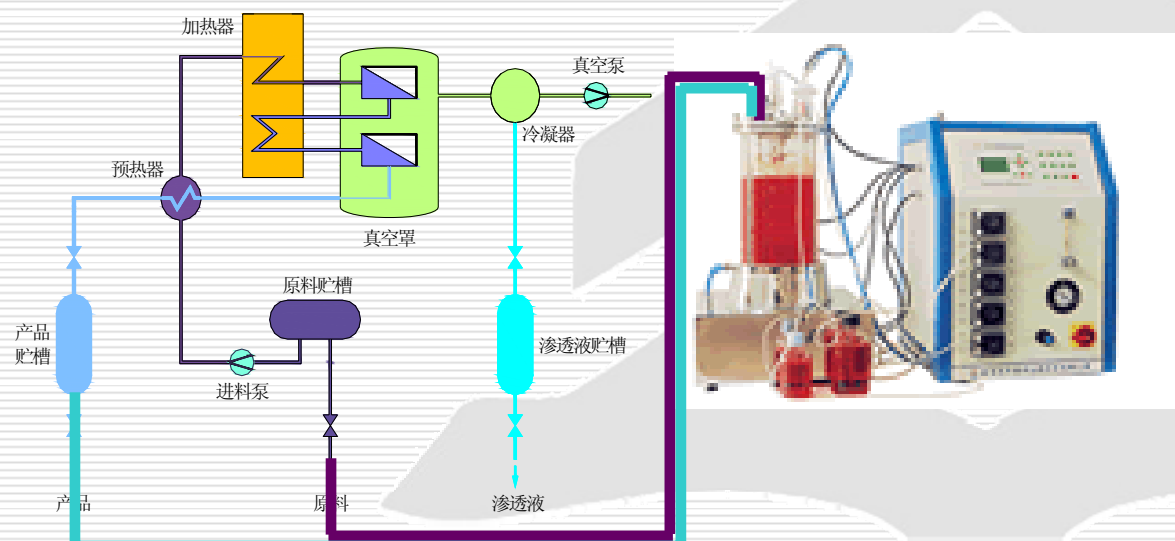 加热器
真空泵
冷凝器
预热器
真空罩
原料贮槽
产品
贮槽
渗透液贮槽
进料泵
产品
原料
渗透液